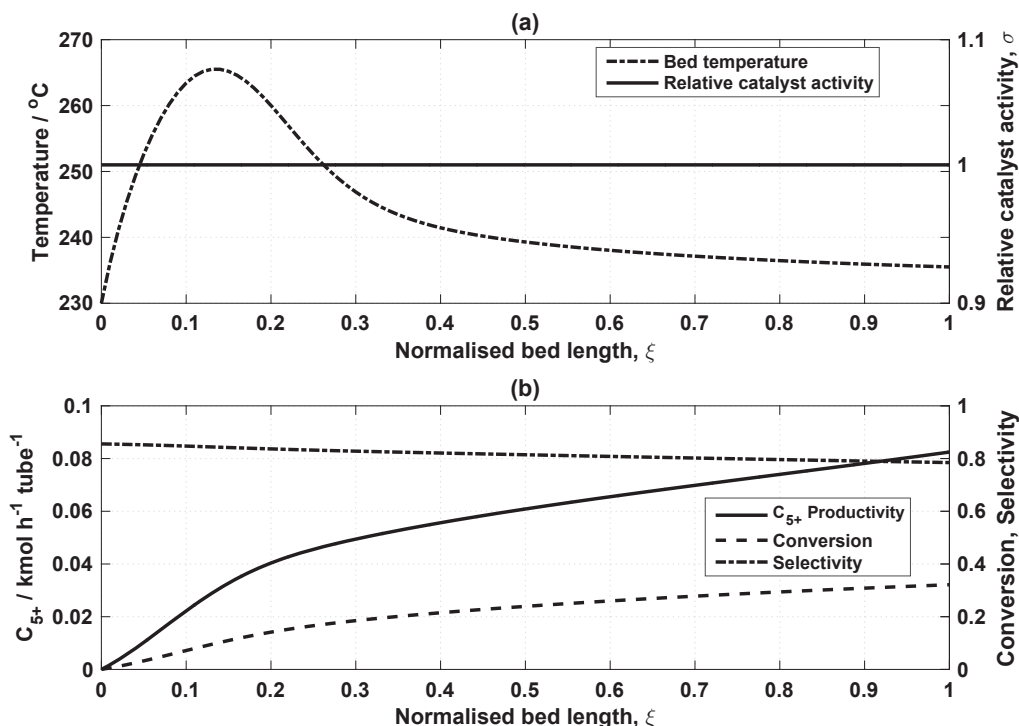 (a)
270
260
250
240
230
Temperature / °C
1.1
1
0.9
Relative catalyst activity, σ
Bed temperature
Relative catalyst activity
0 0.1 0.2 0.3 0.4 0.5 0.6 0.7 0.8 0.9 1
Normalised bed length, ξ
(b)
0.1
0.08
0.06
0.04
0.02
0
C5+ / kmol h-1 tube-1
1
0.8
0.6
0.4
0.2
0
Conversion, Selectivity
C5+ Productivity
Conversion
Selectivity
0 0.1 0.2 0.3 0.4 0.5 0.6 0.7 0.8 0.9 1
Normalised bed length, ξ